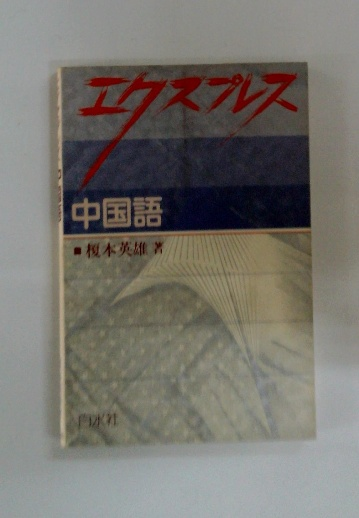 エクスプレス
中国語
■榎本英雄 著
白水社